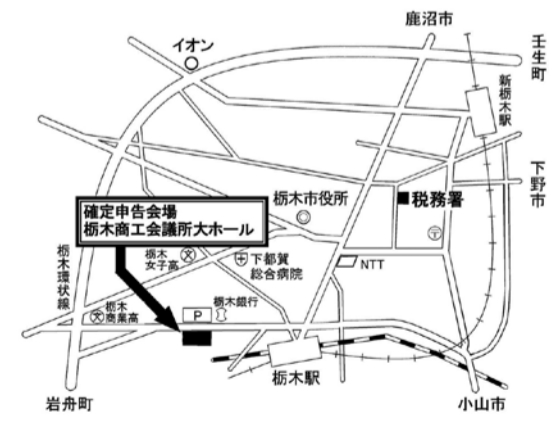 鹿沼市
イオン
壬生町
新栃木駅
下野市
栃木市役所
税務署
確定申告会場
栃木商工会議所大ホール
栃木環状線
栃木
女子高
文
下都賀
総合病院
NTT
栃木
商業高
文
P
栃木銀行
栃木駅
岩舟町
小山市